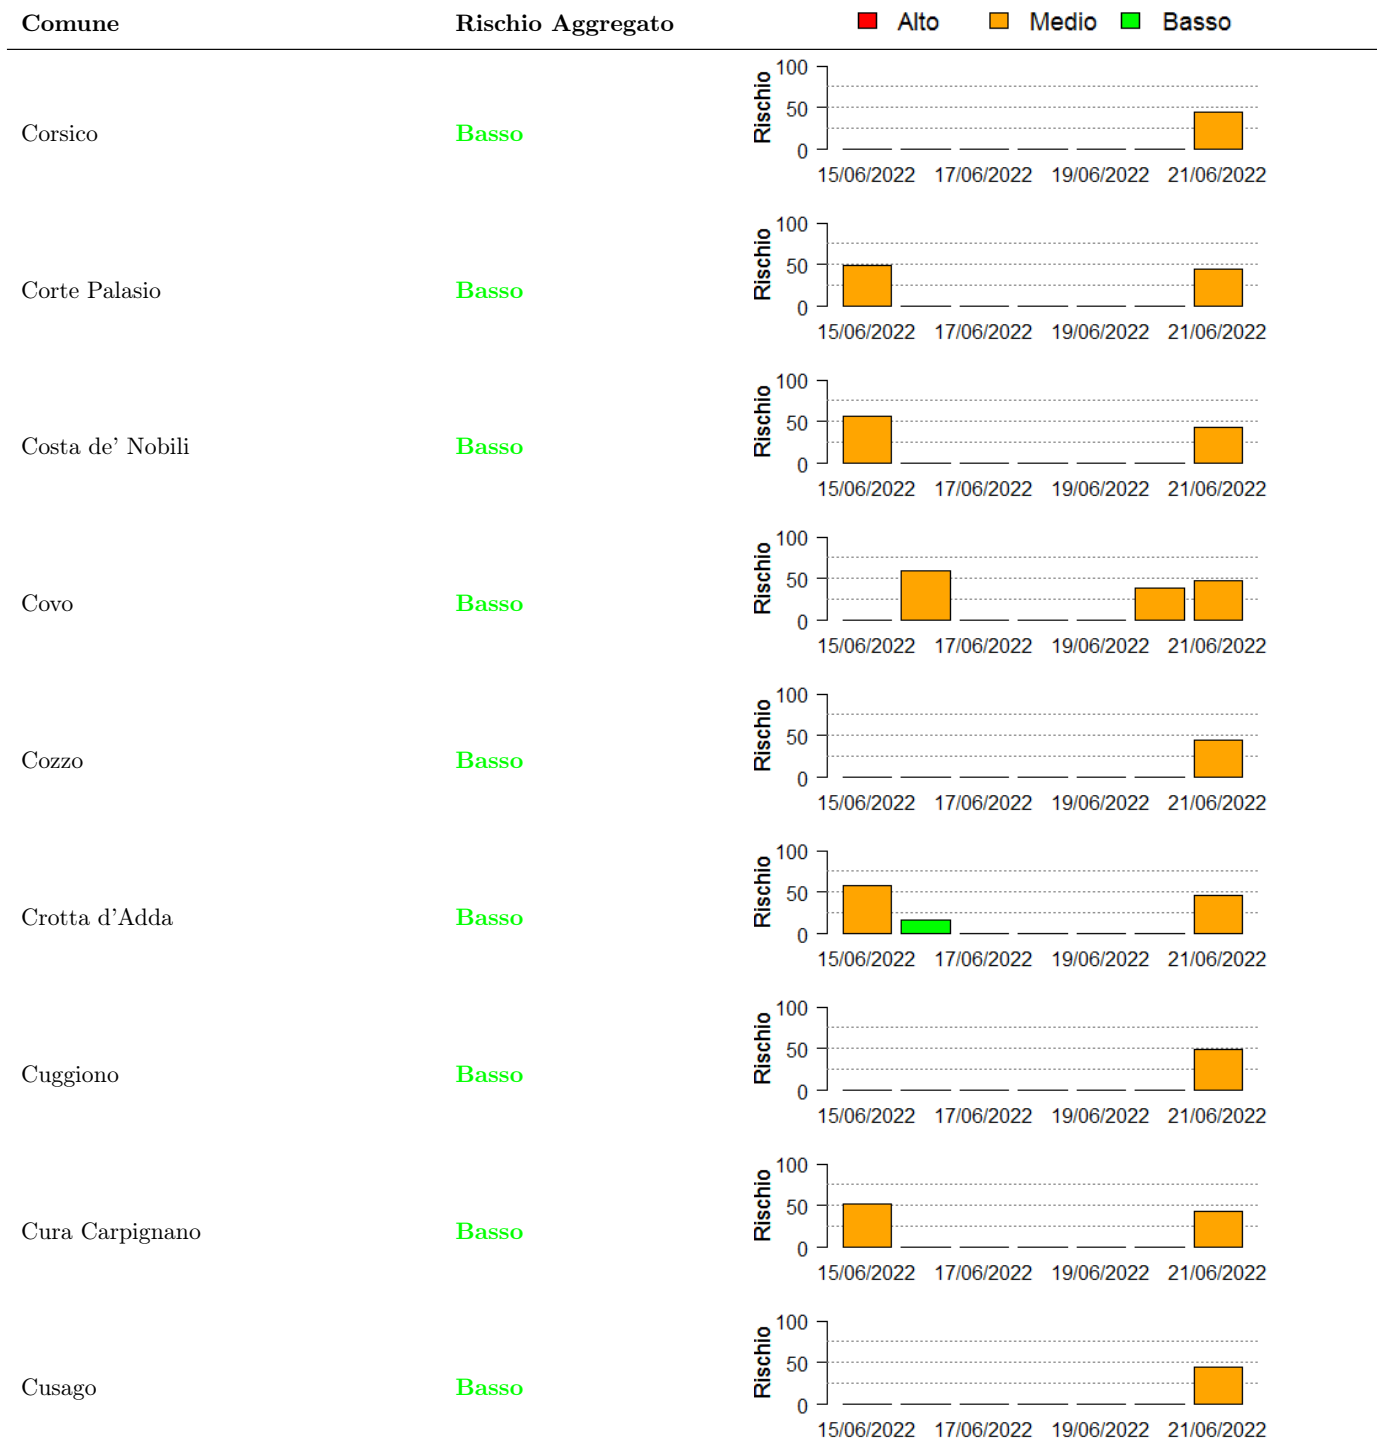 Comune Rischio Aggregato Alto Medio Basso
Corsico Basso Rischio 100 50 0
15/06/2022 17/06/2022 19/06/2022 21/06/2022
Corte Palasio Basso Rischio 100 50 0
15/06/2022 17/06/2022 19/06/2022 21/06/2022
Costa de' Nobili Basso Rischio 100 50 0
15/06/2022 17/06/2022 19/06/2022 21/06/2022
Covo Basso Rischio 100 50 0
15/06/2022 17/06/2022 19/06/2022 21/06/2022
Cozzo Basso Rischio 100 50 0
15/06/2022 17/06/2022 19/06/2022 21/06/2022
Crotta d'Adda Basso Rischio 100 50 0
15/06/2022 17/06/2022 19/06/2022 21/06/2022
Cuggiono Basso Rischio 100 50 0
15/06/2022 17/06/2022 19/06/2022 21/06/2022
Cura Carpignano Basso Rischio 100 50 0
15/06/2022 17/06/2022 19/06/2022 21/06/2022
Cusago Basso Rischio 100 50 0
15/06/2022 17/06/2022 19/06/2022 21/06/2022